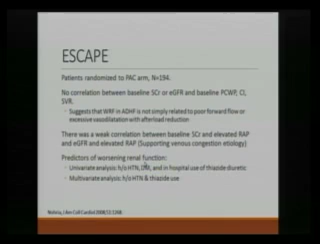 ESCAPE
Patients randomized to PAC arm, N=194.
No correlation between baseline SCr or eGFR and baseline PCWP, CI,
SVR.
Suggests that WRF in ADHF is not simply related to poor forward flow or
excessive vasodilatation with afterload reduction
There was a weak correlation between baseline SCr and elevated RAP
and eGFR and elevated RAP (Supporting venous congestion etiology)
Predictors of worsening renal function:
Univariate analysis: h/o HTN, DM, and in hospital use of thiazide diuretic
Multivariate analysis: h/o HTN & thiazide use
J Am Coll Cardiol 2008;51:1268